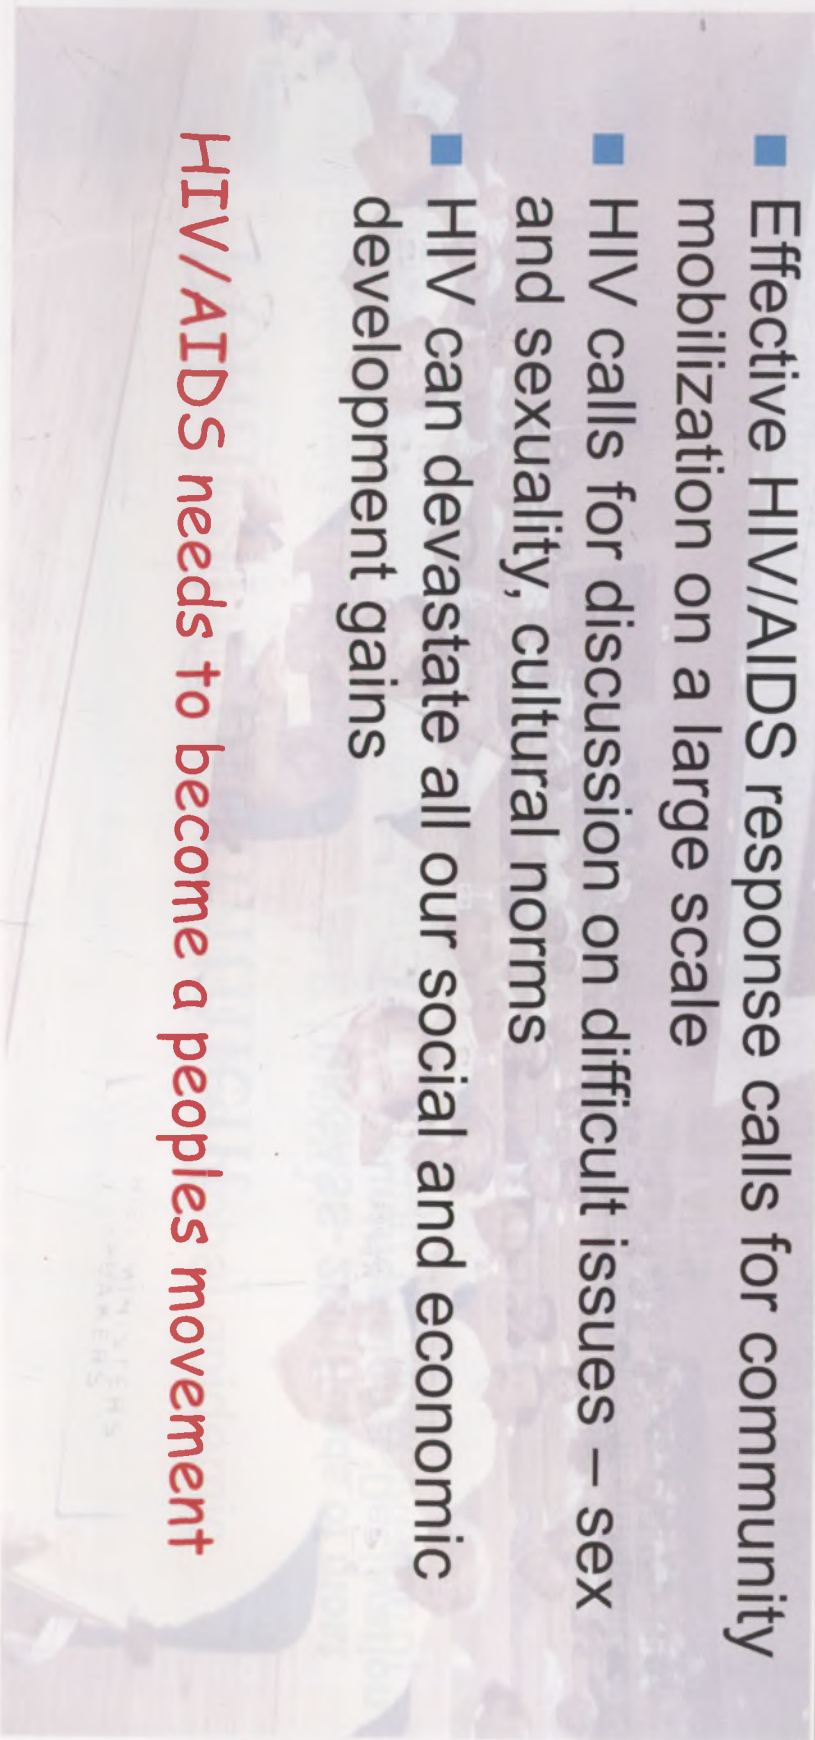 ■ Effective HIV/AIDS response calls for community
mobilization on a large scale
■ HIV calls for discussion on difficult issues – sex
and sexuality, cultural norms
■ HIV can devastate all our social and economic
development gains
HIV/AIDS needs to become a peoples movement